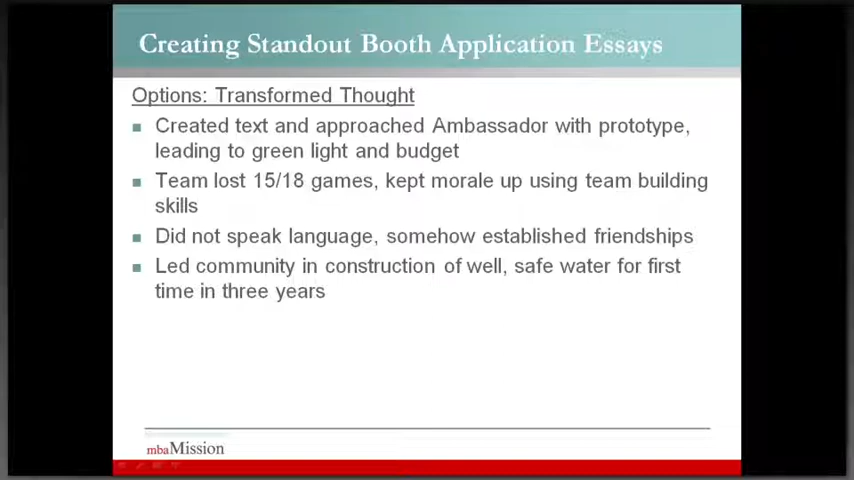 Creating Standout Booth Application Essays
Options: Transformed Thought
Created text and approached Ambassador with prototype,
leading to green light and budget
Team lost 15/18 games, kept morale up using team building
skills
Did not speak language, somehow established friendships
Led community in construction of well, safe water for first
time in three years
mbaMission